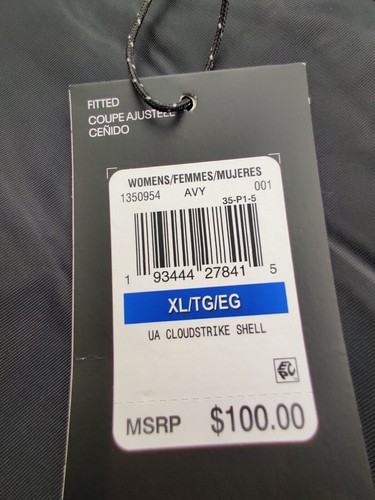 FITTED
COUPE AJUSTÉE
CEÑIDO
WOMENS/FEMMES/MUJERES
1350954 AVY 001
35-P1-5
1 93444 27841 5
XL/TG/EG
UA CLOUDSTRIKE SHELL
EPC
MSRP $100.00